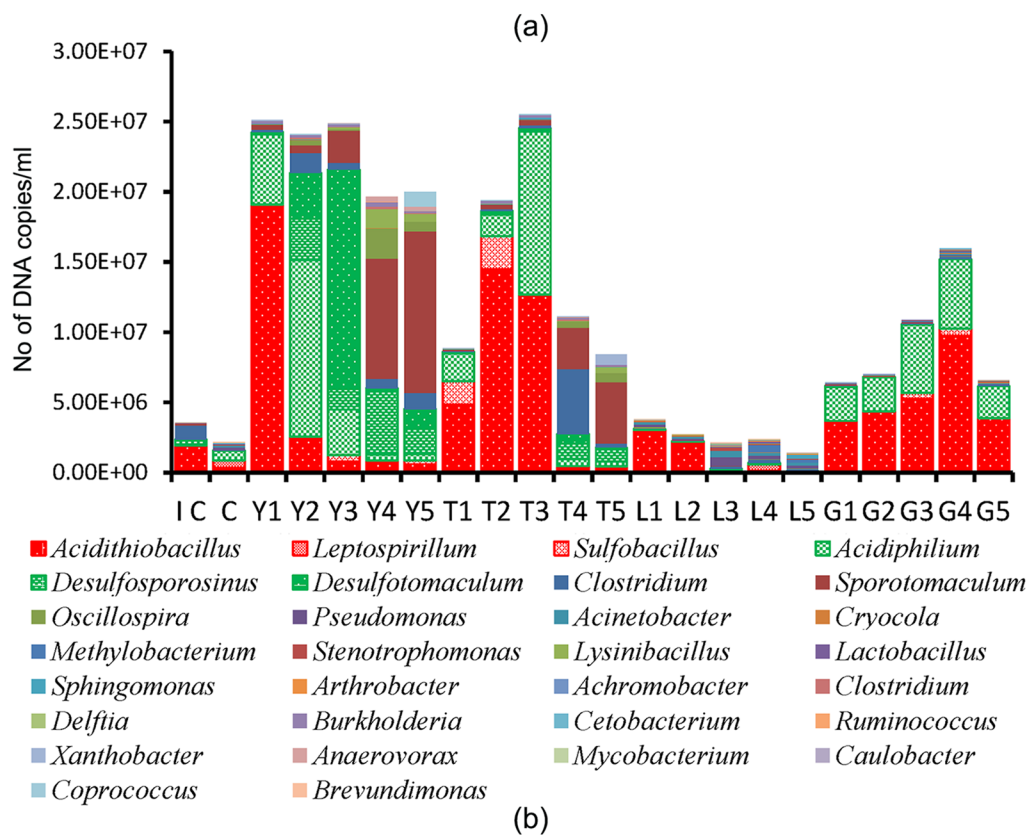 (a)
No of DNA copies/ml
3.00E+07
2.50E+07
2.00E+07
1.50E+07
1.00E+07
5.00E+06
0.00E+00
I C C Y1 Y2 Y3 Y4 Y5 T1 T2 T3 T4 T5 L1 L2 L3 L4 L5 G1 G2 G3 G4 G5
Acidithiobacillus Leptospirillum Sulfobacillus Acidiphilium
Desulfosporosinus Desulfotomaculum Clostridium Sporotomaculum
Oscillospira Pseudomonas Acinetobacter Cryocola
Methylobacterium Stenotrophomonas Lysinibacillus Lactobacillus
Sphingomonas Arthrobacter Achromobacter Clostridium
Delftia Burkholderia Cetobacterium Ruminococcus
Xanthobacter Anaerovorax Mycobacterium Caulobacter
Coprococcus Brevundimonas
(b)